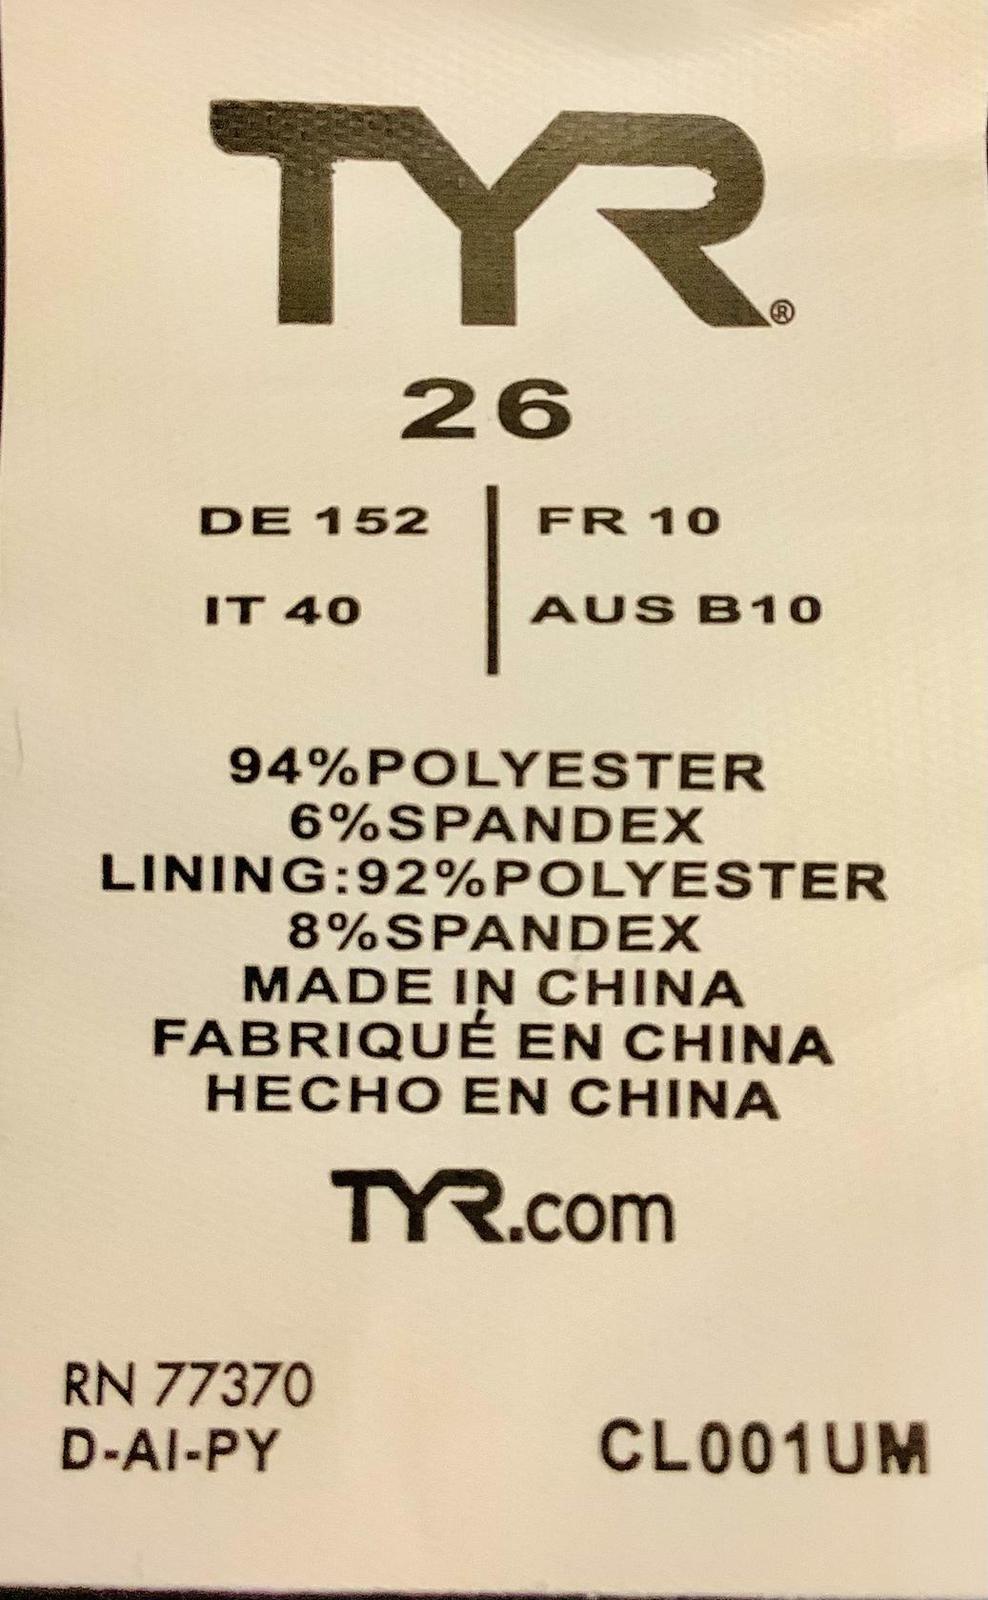 TYR®
26
DE 152 | FR 10
IT 40 | AUS B10
94%POLYESTER
6%SPANDEX
LINING:92%POLYESTER
8%SPANDEX
MADE IN CHINA
FABRIQUÉ EN CHINA
HECHO EN CHINA
TYR.com
RN 77370
D-AI-PY CL001UM